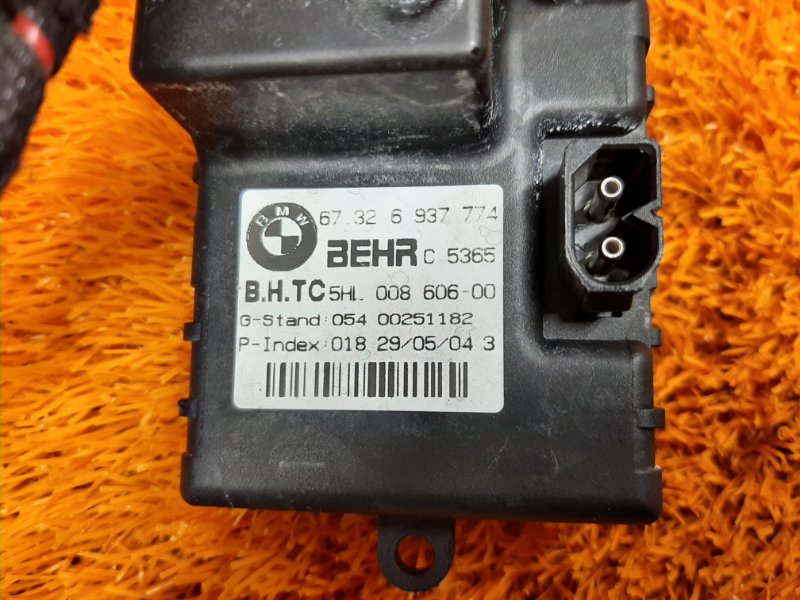 BMW
67.32 6 937 774
BEHR C 5365
B.H.TC 5HL 008 606-00
G-Stand:054 00251182
P-Index:018 29/05/04 3